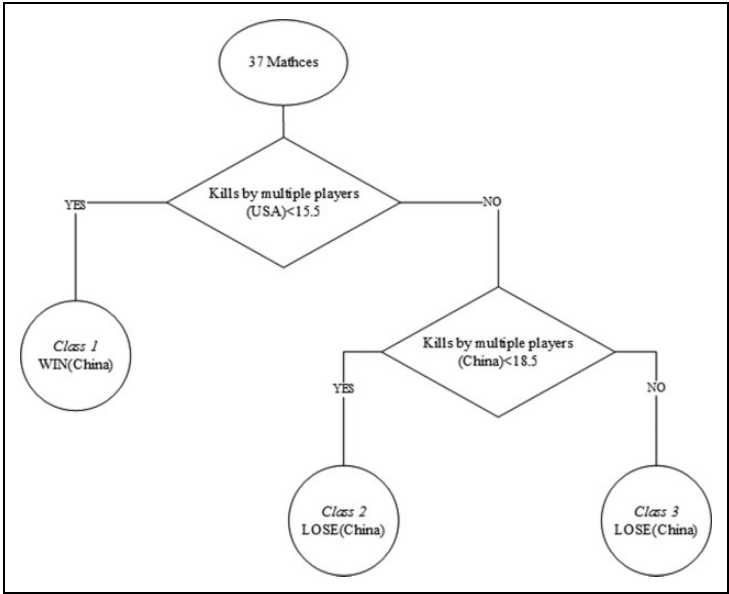 37 Mathces
Kills by multiple players
(USA)<15.5
YES
NO
Class 1
WIN(China)
Kills by multiple players
(China)<18.5
YES
NO
Class 2
LOSE(China)
Class 3
LOSE(China)